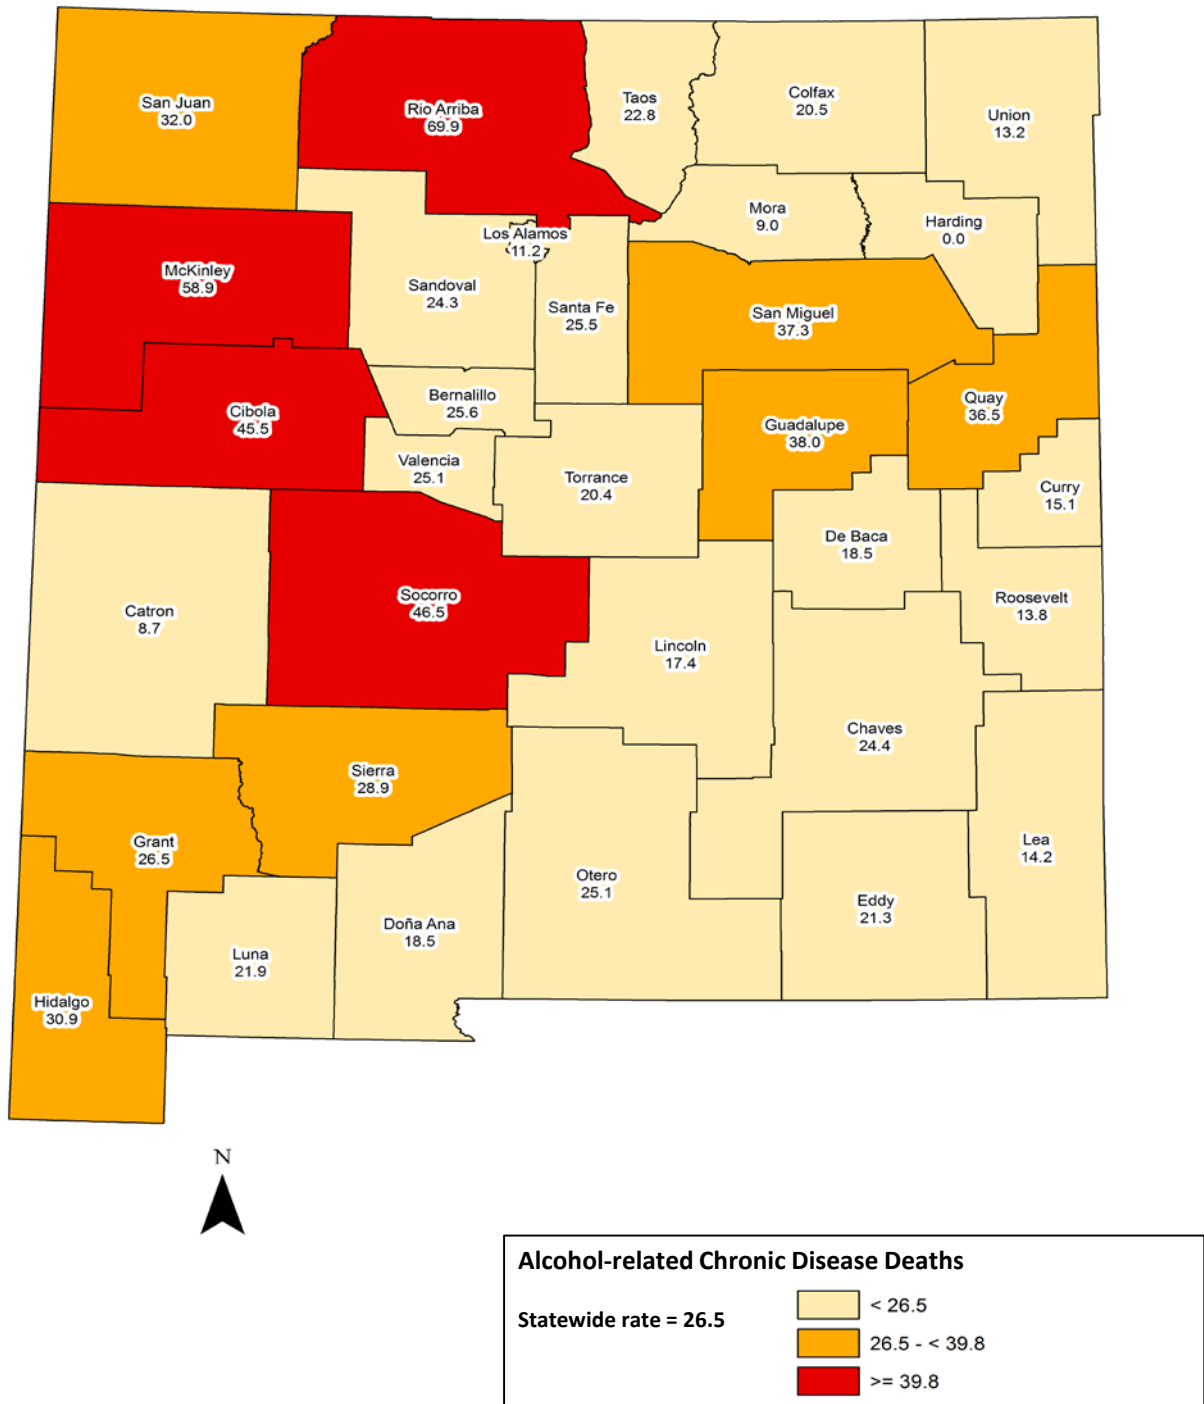 San Juan
32.0
Rio Arriba
69.9
Taos
22.8
Colfax
20.5
Union
13.2
Mora
9.0
Harding
0.0
Los Alamos
11.2
McKinley
58.9
Sandoval
24.3
Santa Fe
25.5
San Miguel
37.3
Bernalillo
25.6
Cibola
45.5
Quay
36.5
Guadalupe
38.0
Valencia
25.1
Torrance
20.4
Curry
15.1
De Baca
18.5
Catron
8.7
Socorro
46.5
Roosevelt
13.8
Lincoln
17.4
Chaves
24.4
Sierra
28.9
Grant
26.5
Lea
14.2
Otero
25.1
Eddy
21.3
Doña Ana
18.5
Luna
21.9
Hidalgo
30.9
N
Alcohol-related Chronic Disease Deaths
Statewide rate = 26.5
< 26.5
26.5 - < 39.8
>= 39.8